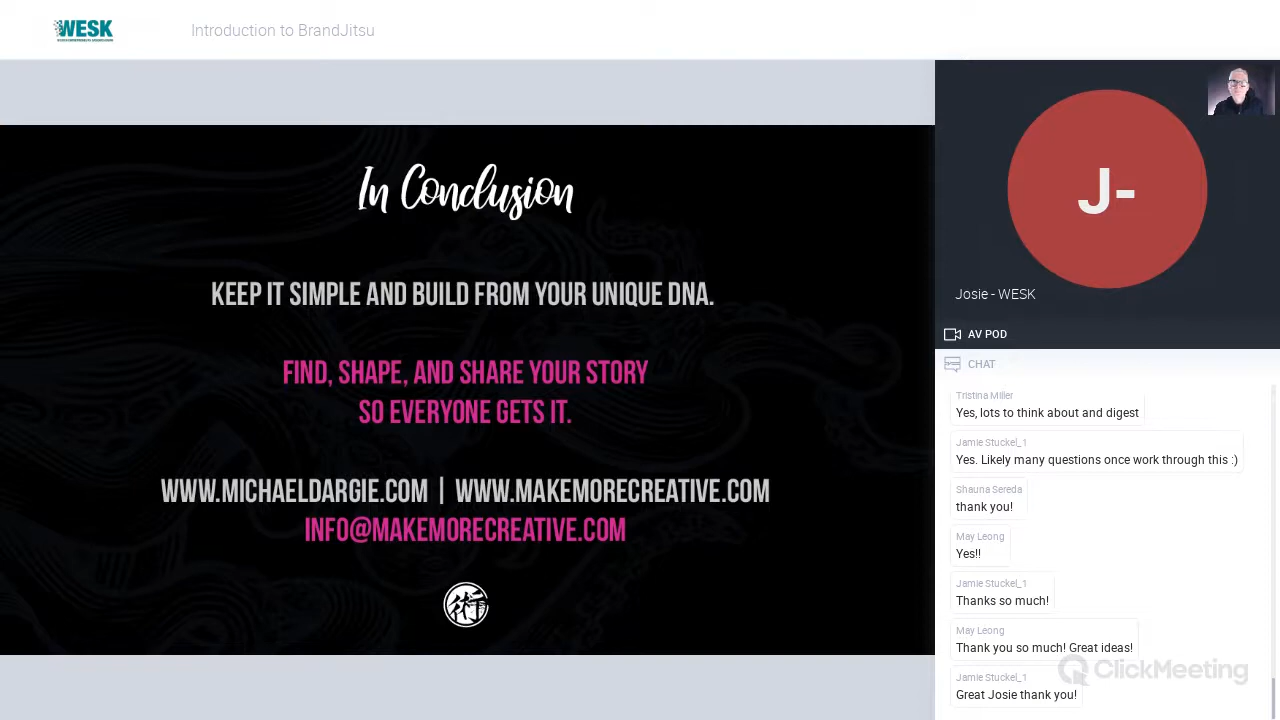 WESK
Introduction to BrandJitsu
In Conclusion
KEEP IT SIMPLE AND BUILD FROM YOUR UNIQUE DNA.
FIND, SHAPE, AND SHARE YOUR STORY
SO EVERYONE GETS IT.
WWW.MICHAELDARGIE.COM | WWW.MAKEMORECREATIVE.COM
INFO@MAKEMORECREATIVE.COM
術
J-
Josie - WESK
AV POD
CHAT
Tristina Miller
Yes, lots to think about and digest
Jamie Stuckel_1
Yes. Likely many questions once work through this :)
Shauna Sereda
thank you!
May Leong
Yes!!
Jamie Stuckel_1
Thanks so much!
May Leong
Thank you so much! Great ideas!
Jamie Stuckel_1
Great Josie thank you!
ClickMeeting